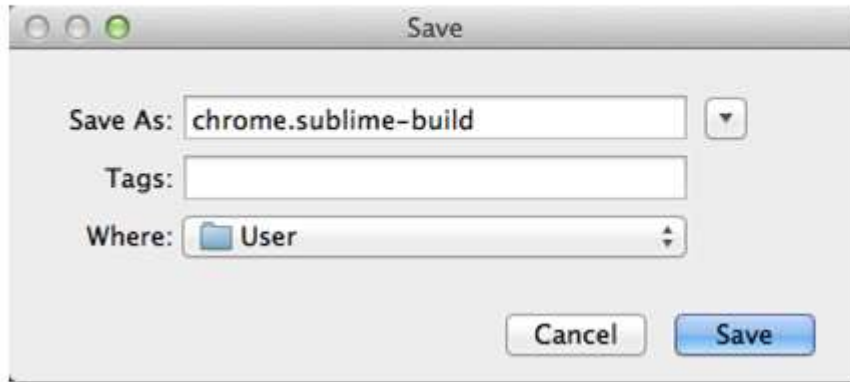 Save
Save As: chrome.sublime-build
Tags:
Where: User
Cancel Save